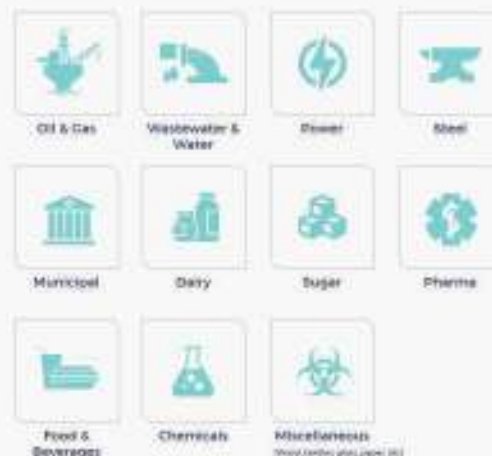 Oil & Gas
Wastewater &
Water
Power
Steel
Municipal
Dairy
Sugar
Pharma
Food &
Beverages
Chemicals
Miscellaneous